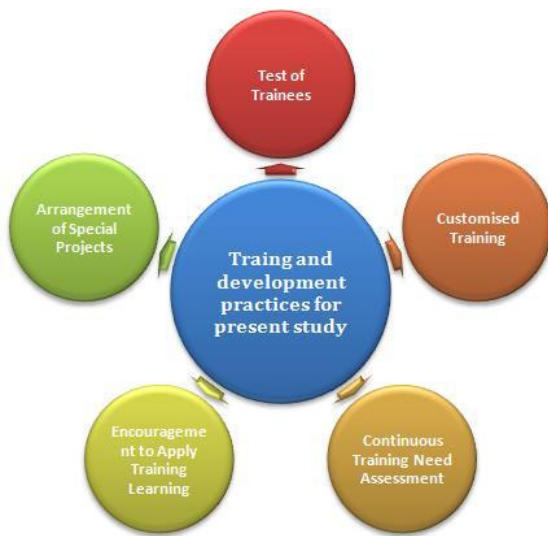 Test of
Trainees
Arrangement
of Special
Projects
Customised
Training
Traing and
development
practices for
present study
Encourageme
nt to Apply
Training
Learning
Continuous
Training Need
Assessment